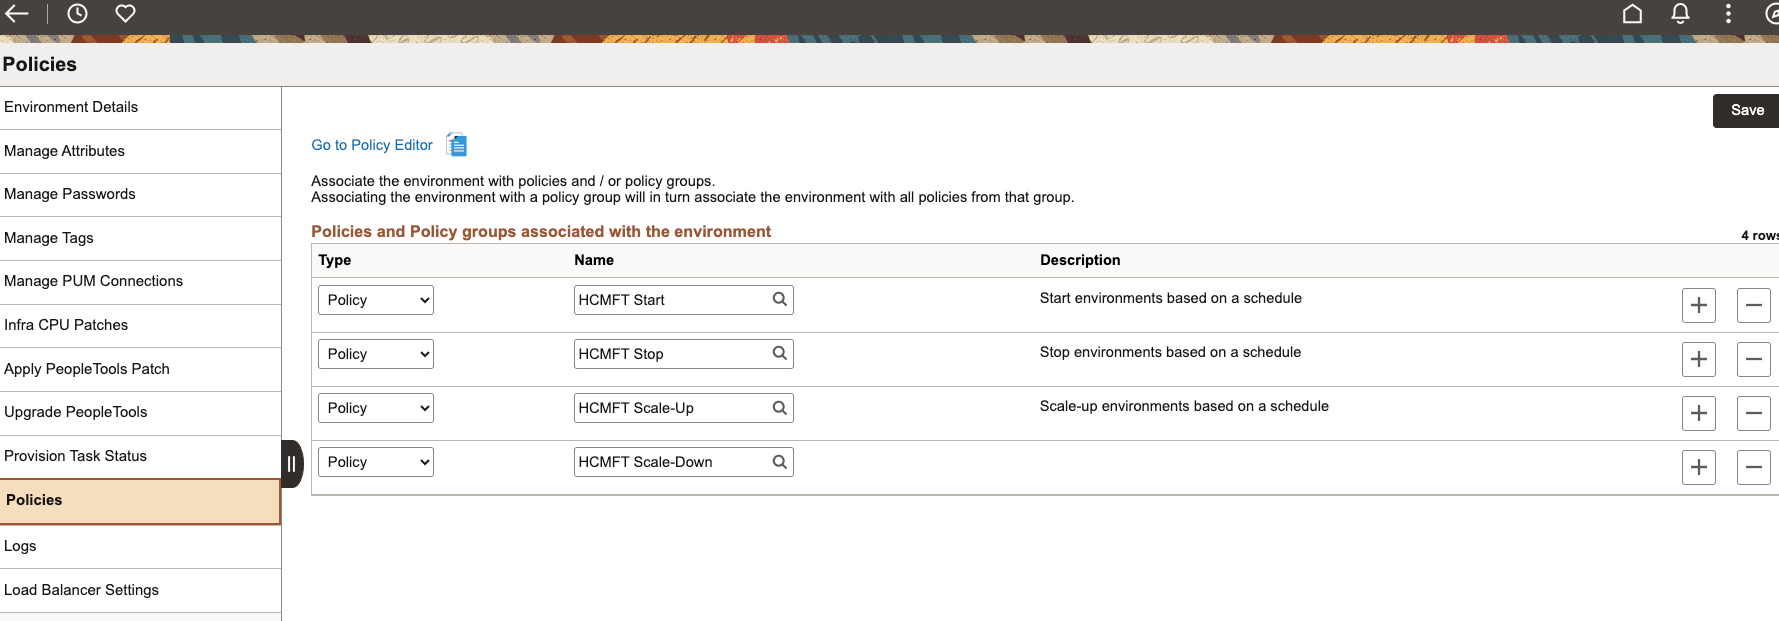 Policies
Save
Environment Details
Manage Attributes
Manage Passwords
Manage Tags
Manage PUM Connections
Infra CPU Patches
Apply PeopleTools Patch
Upgrade PeopleTools
Provision Task Status
Policies
Logs
Load Balancer Settings
Go to Policy Editor
Associate the environment with policies and / or policy groups.
Associating the environment with a policy group will in turn associate the environment with all policies from that group.
Policies and Policy groups associated with the environment
4 rows
Type Name Description
Policy HCMFT Start Start environments based on a schedule
Policy HCMFT Stop Stop environments based on a schedule
Policy HCMFT Scale-Up Scale-up environments based on a schedule
Policy HCMFT Scale-Down